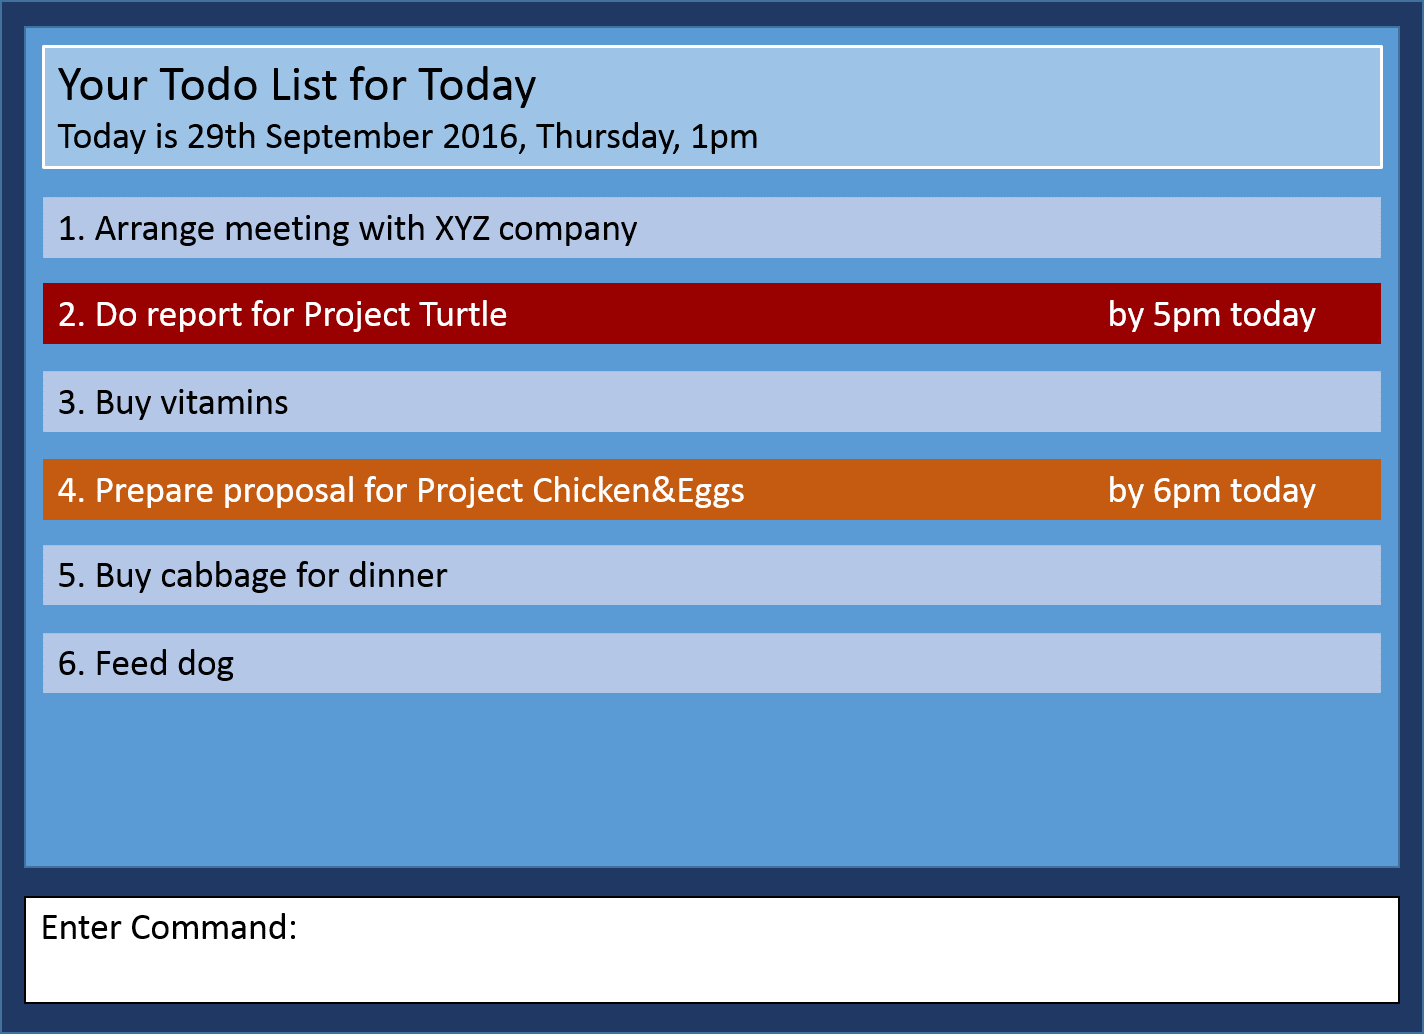 Your Todo List for Today
Today is 29th September 2016, Thursday, 1pm
1. Arrange meeting with XYZ company
2. Do report for Project Turtle by 5pm today
3. Buy vitamins
4. Prepare proposal for Project Chicken&Eggs by 6pm today
5. Buy cabbage for dinner
6. Feed dog
Enter Command: